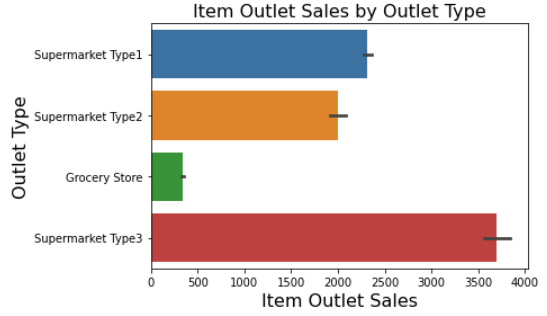 Item Outlet Sales by Outlet Type
Outlet Type
Supermarket Type1
Supermarket Type2
Grocery Store
Supermarket Type3
0 500 1000 1500 2000 2500 3000 3500 4000
Item Outlet Sales